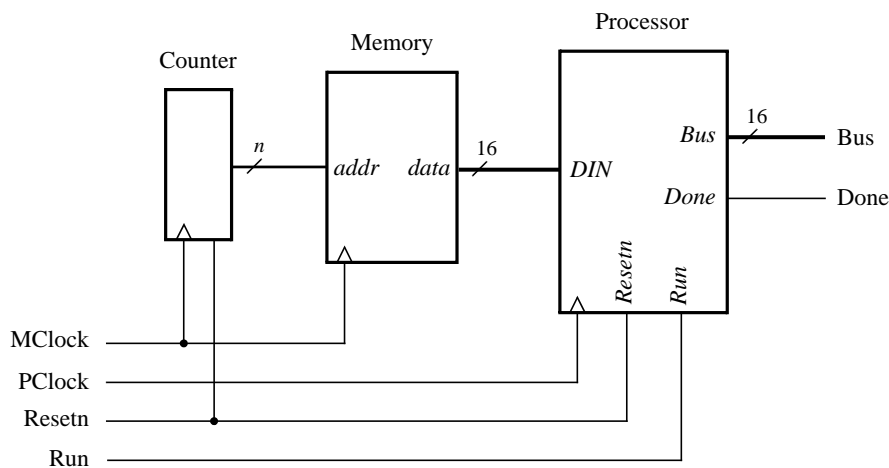 Processor
Memory
Counter
16
Bus
Bus
n
16
addr
data
DIN
Done
Done
Resetn
Run
MClock
PClock
Resetn
Run